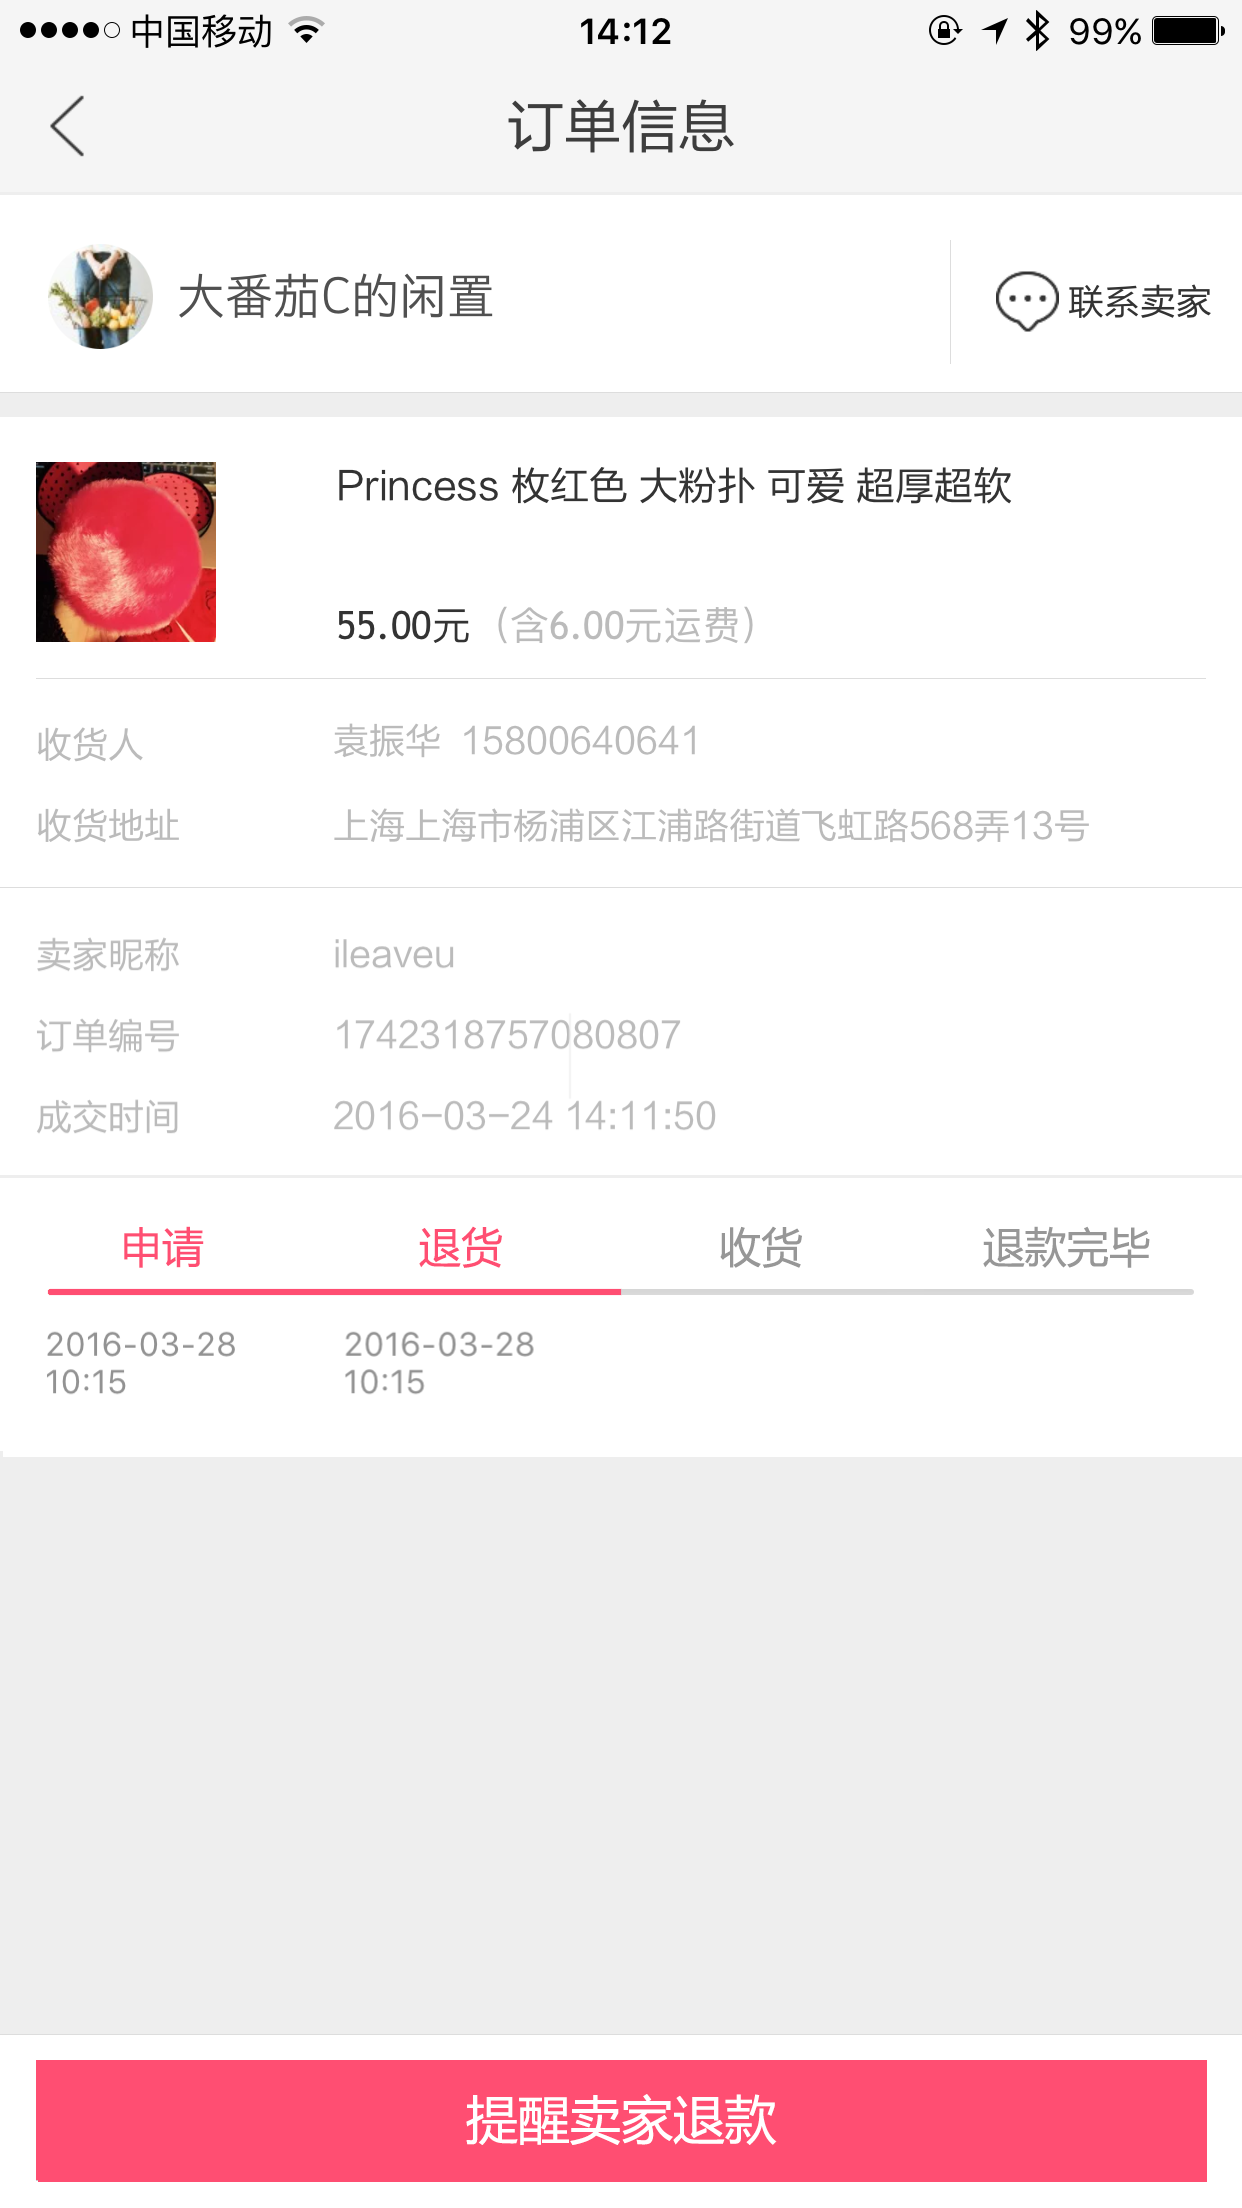 中国移动
14:12
99%
订单信息
大番茄C的闲置
联系卖家
Princess 枚红色 大粉扑 可爱 超厚超软
55.00元（含6.00元运费）
收货人 袁振华 15800640641
收货地址 上海上海市杨浦区江浦路街道飞虹路568弄13号
卖家昵称 ileaveu
订单编号 1742318757080807
成交时间 2016-03-24 14:11:50
申请 退货 收货 退款完毕
2016-03-28 2016-03-28
10:15 10:15
提醒卖家退款